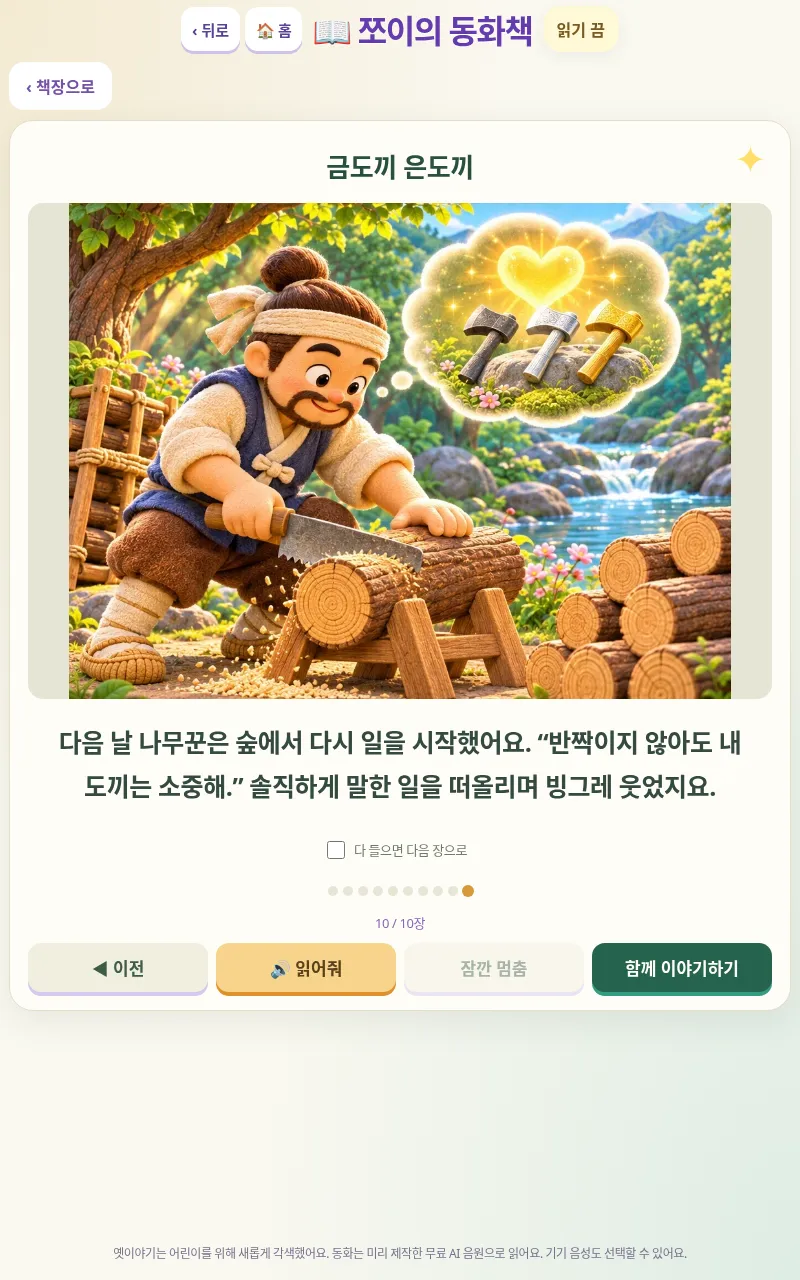 ‹ 뒤로 🏠 홈 📖 쪼이의 동화책 읽기 끔
‹ 책장으로
금도끼 은도끼
다음 날 나무꾼은 숲에서 다시 일을 시작했어요. “반짝이지 않아도 내
도끼는 소중해.” 솔직하게 말한 일을 떠올리며 빙그레 웃었지요.
다 들으면 다음 장으로
10 / 10장
◀ 이전 🔊 읽어줘 잠깐 멈춤 함께 이야기하기
옛이야기는 어린이를 위해 새롭게 각색했어요. 동화는 미리 제작한 무료 AI 음원으로 읽어요. 기기 음성도 선택할 수 있어요.